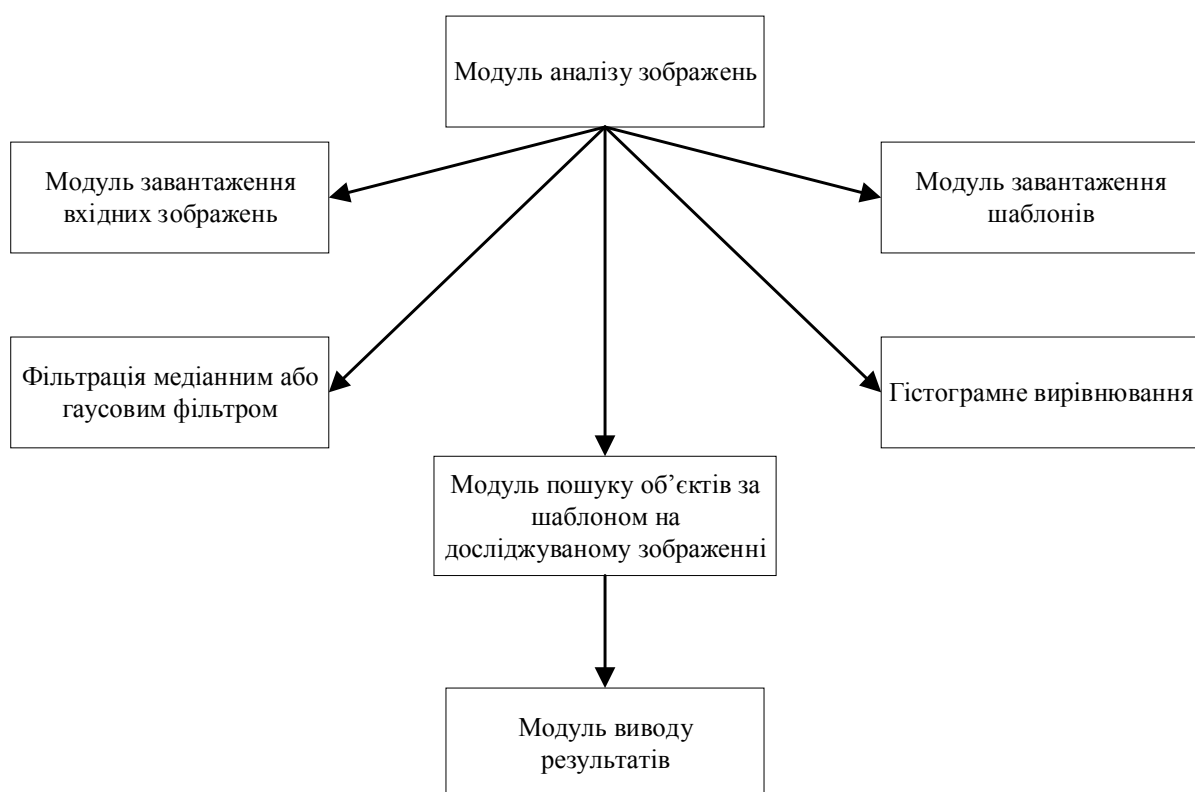 Модуль аналізу зображень
Модуль завантаження
вхідних зображень
Модуль завантаження
шаблонів
Фільтрація медіанним або
гаусовим фільтром
Гістограмне вирівнювання
Модуль пошуку об’єктів за
шаблоном на
досліджуваному зображенні
Модуль виводу
результатів